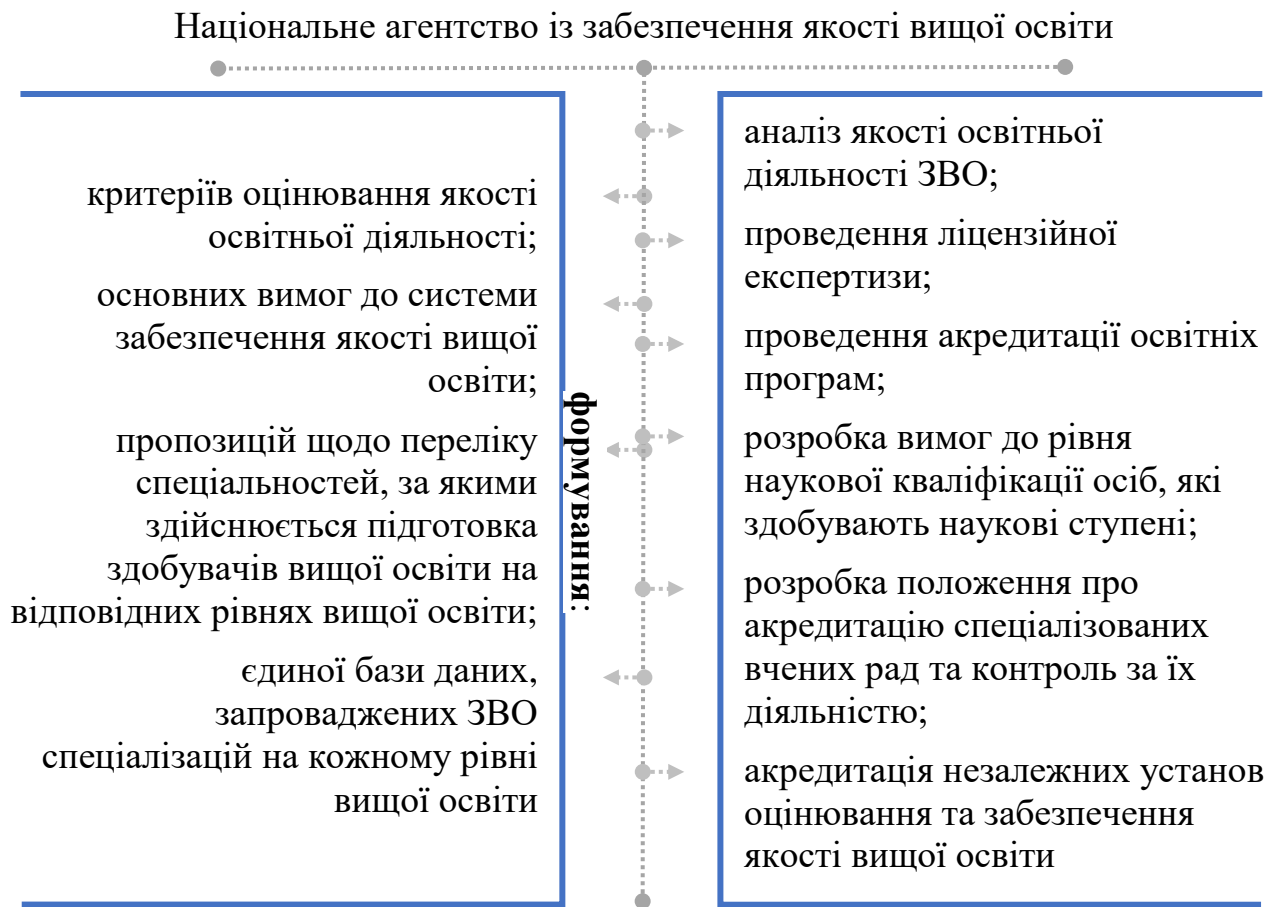 Національне агентство із забезпечення якості вищої освіти
формування:
критеріїв оцінювання якості
освітньої діяльності;
основних вимог до системи
забезпечення якості вищої
освіти;
пропозицій щодо переліку
спеціальностей, за якими
здійснюється підготовка
здобувачів вищої освіти на
відповідних рівнях вищої освіти;
єдиної бази даних,
запроваджених ЗВО
спеціалізацій на кожному рівні
вищої освіти
аналіз якості освітньої
діяльності ЗВО;
проведення ліцензійної
експертизи;
проведення акредитації освітніх
програм;
розробка вимог до рівня
наукової кваліфікації осіб, які
здобувають наукові ступені;
розробка положення про
акредитацію спеціалізованих
вчених рад та контроль за їх
діяльністю;
акредитація незалежних установ
оцінювання та забезпечення
якості вищої освіти